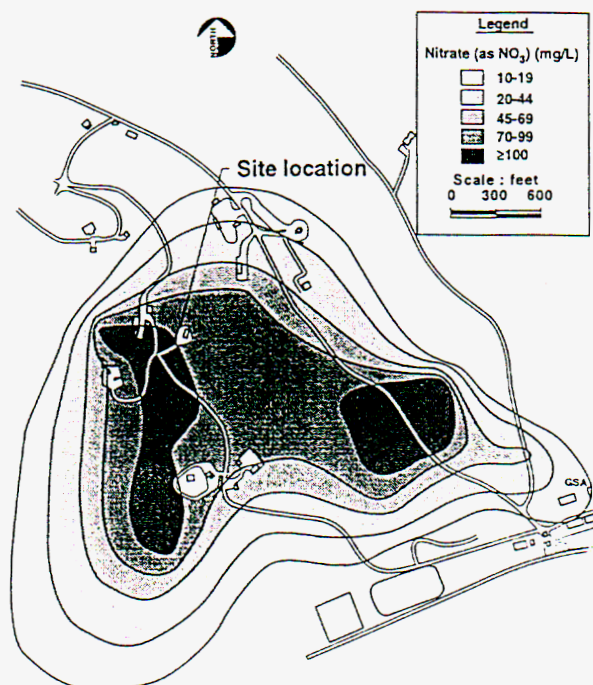 NORTH
Legend
Nitrate (as NO₃) (mg/L)
10-19
20-44
45-69
70-99
≥100
Scale : feet
0 300 600
Site location
GSA